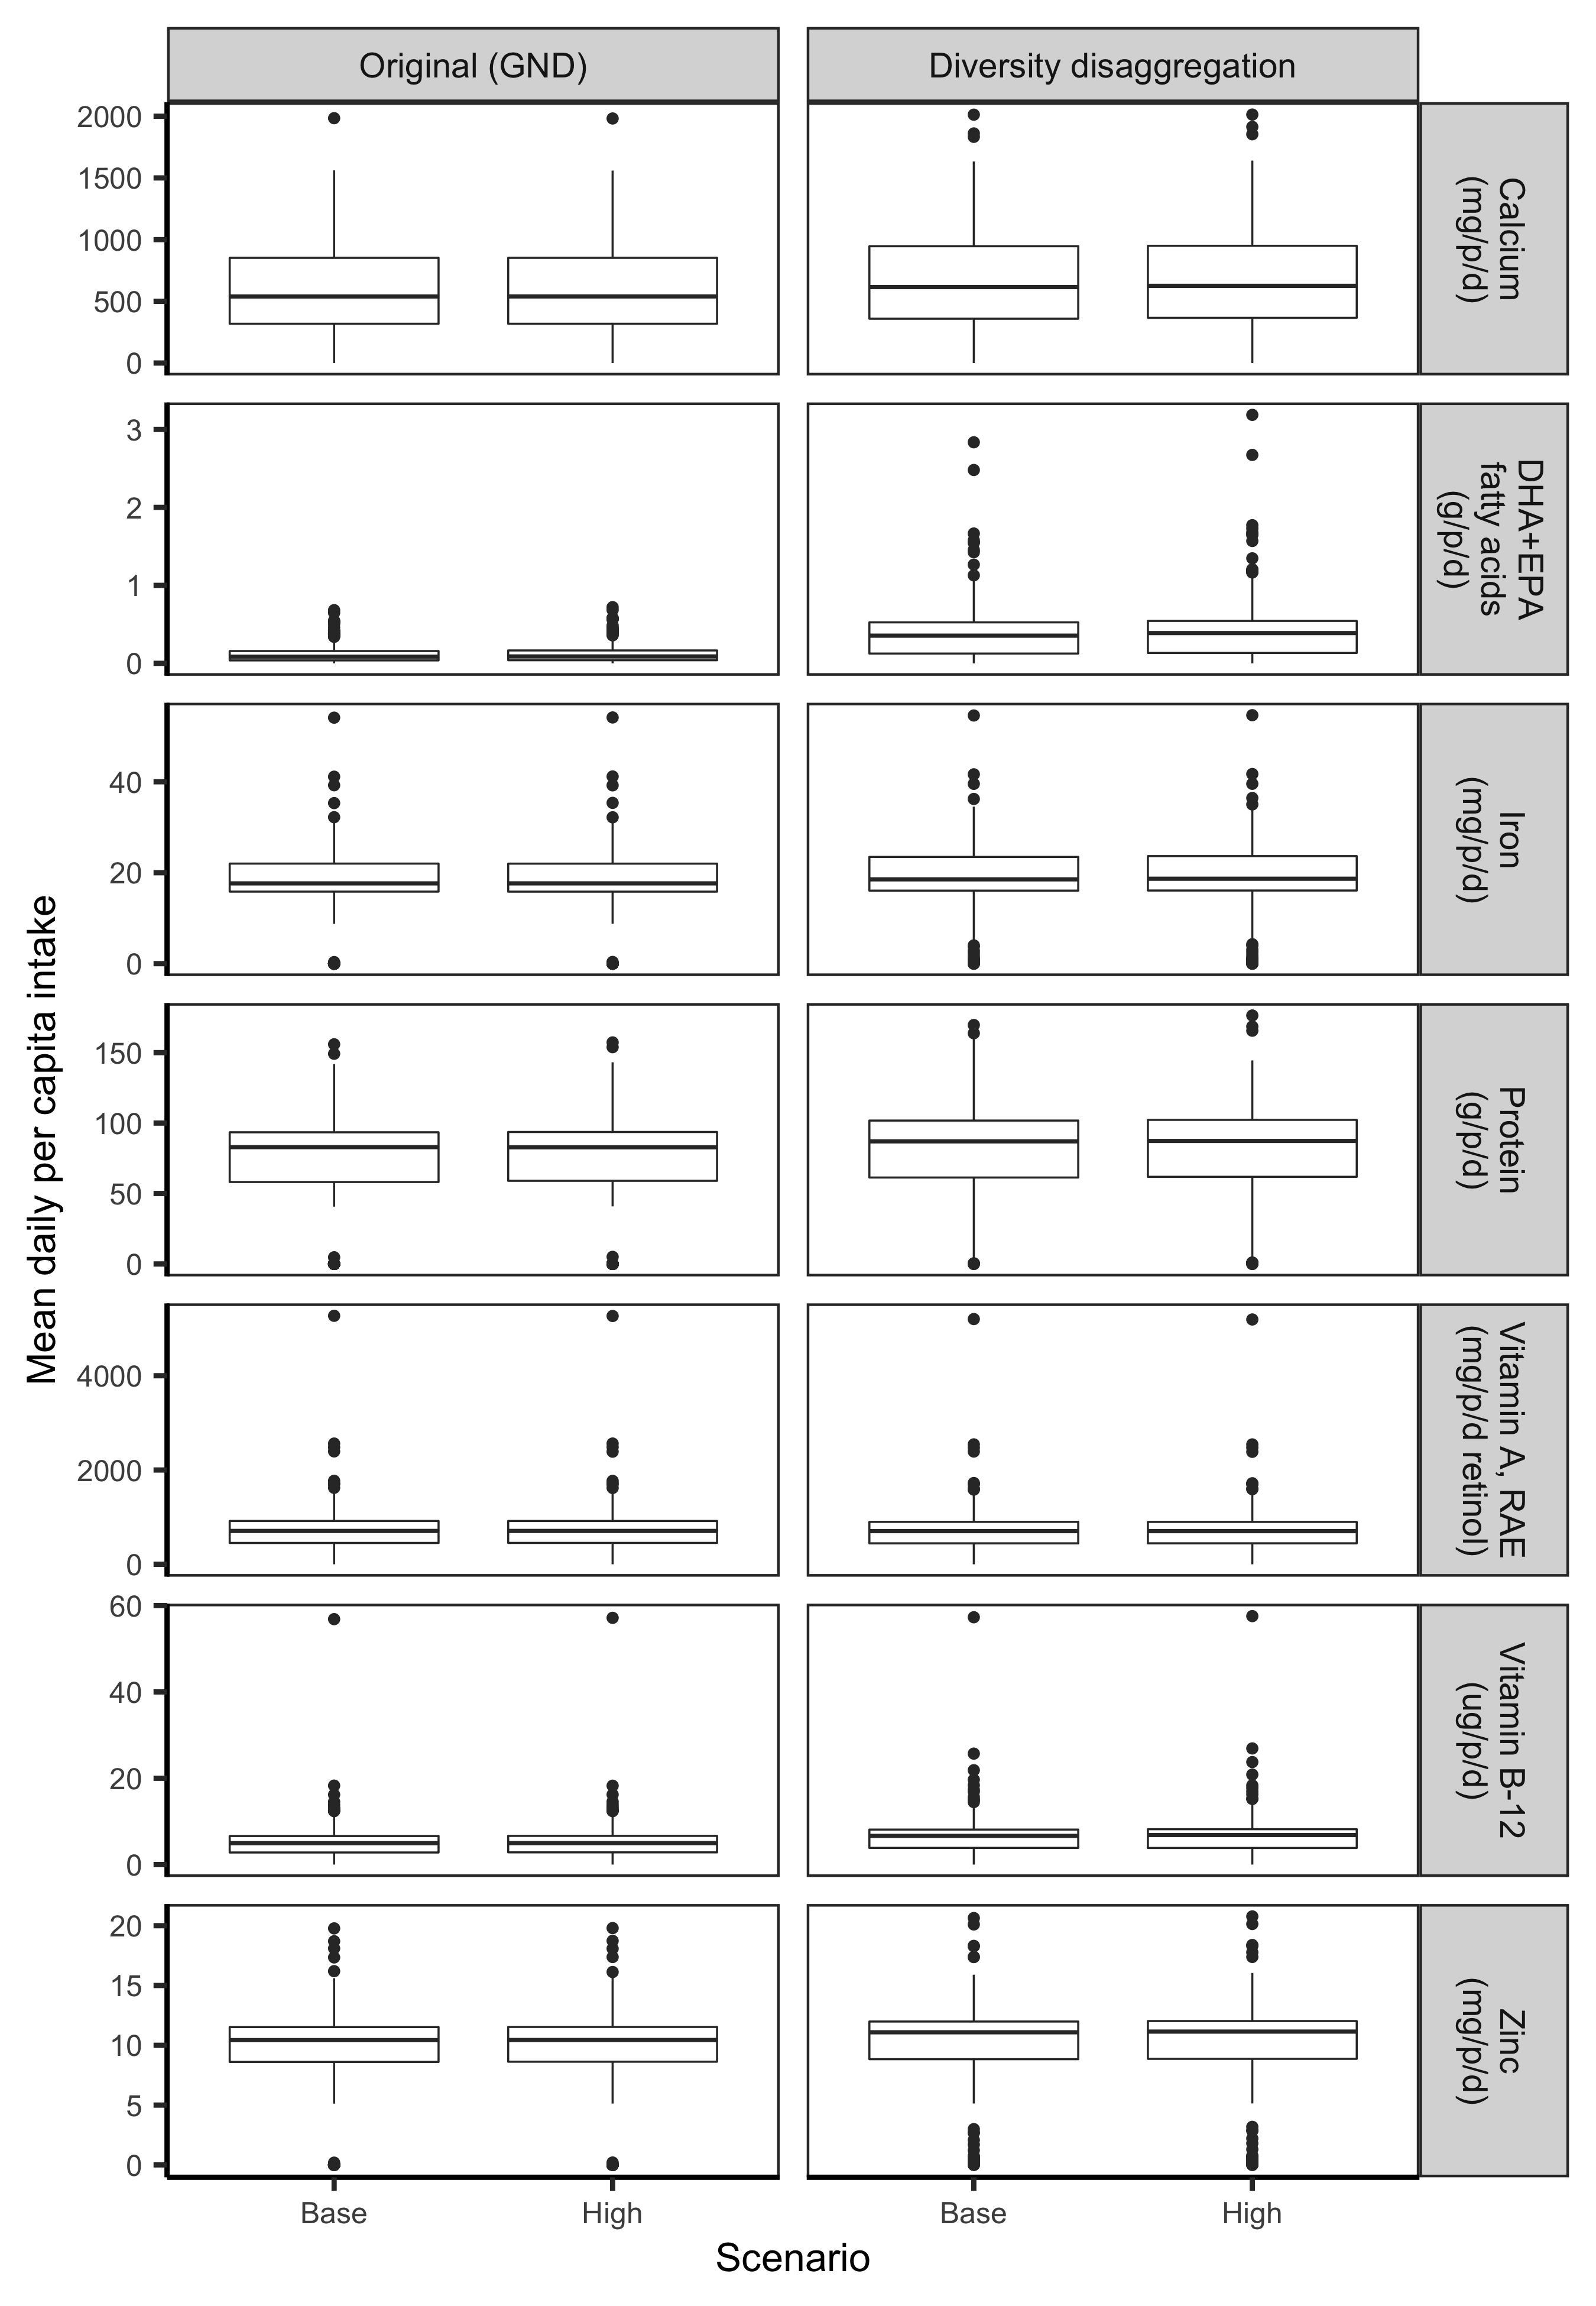 Original (GND)
Diversity disaggregation
2000
1500
1000
500
0
Calcium
(mg/p/d)
3
2
1
0
DHA+EPA
fatty acids
(g/p/d)
40
20
0
Iron
(mg/p/d)
150
100
50
0
Protein
(g/p/d)
4000
2000
0
Vitamin A, RAE
(mg/p/d retinol)
60
40
20
0
Vitamin B-12
(ug/p/d)
20
15
10
5
0
Zinc
(mg/p/d)
Mean daily per capita intake
Base
High
Base
High
Scenario